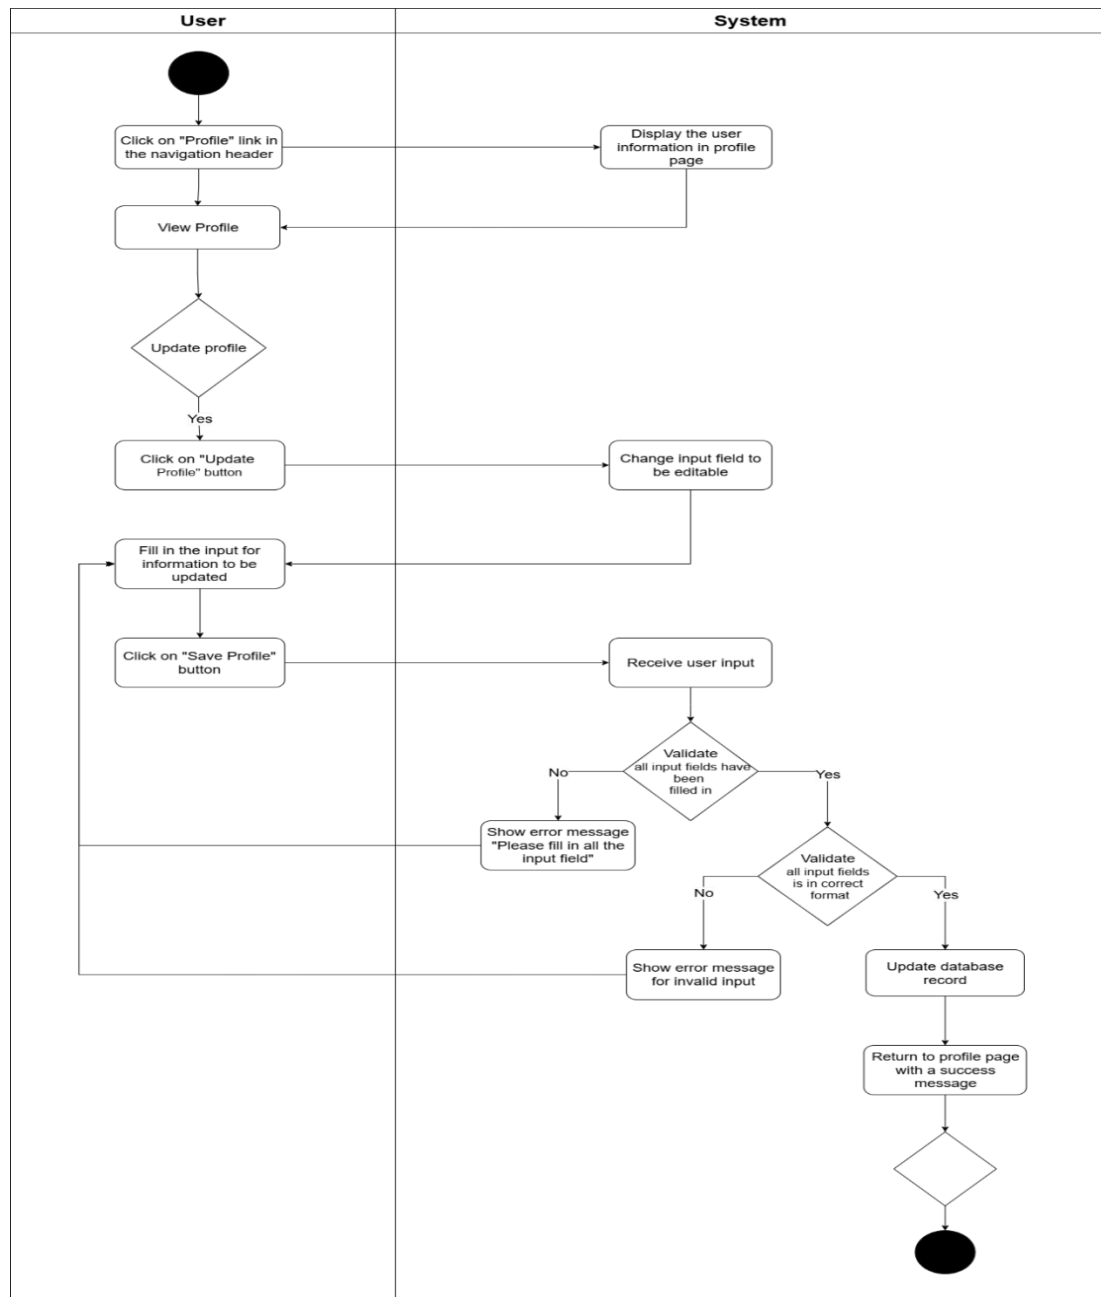 User
System
Click on "Profile" link in
the navigation header
Display the user
information in profile
page
View Profile
Update profile
Yes
Click on "Update
Profile" button
Change input field to
be editable
Fill in the input for
information to be
updated
Click on "Save Profile"
button
Receive user input
Validate
all input fields have
been
filled in
No
Yes
Show error message
"Please fill in all the
input field"
Validate
all input fields
is in correct
format
No
Yes
Show error message
for invalid input
Update database
record
Return to profile page
with a success
message